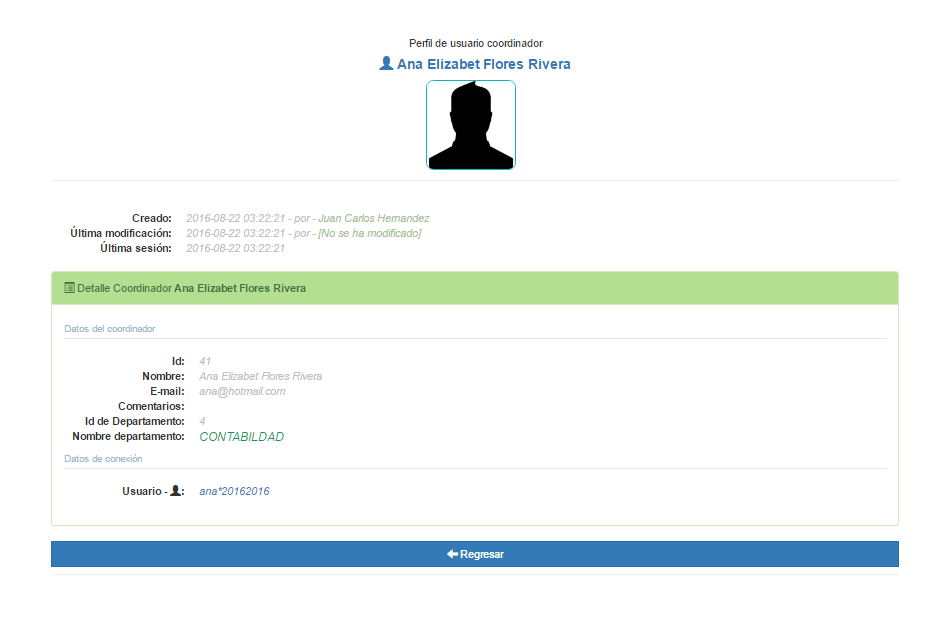 Perfil de usuario coordinador
Ana Elizabet Flores Rivera
Creado: 2016-08-22 03:22:21 - por - Juan Carlos Hernandez
Última modificación: 2016-08-22 03:22:21 - por - [No se ha modificado]
Última sesión: 2016-08-22 03:22:21
Detalle Coordinador Ana Elizabet Flores Rivera
Datos del coordinador
Id: 41
Nombre: Ana Elizabet Flores Rivera
E-mail: ana@hotmail.com
Comentarios:
Id de Departamento: 4
Nombre departamento: CONTABILDAD
Datos de conexión
Usuario - : ana*20162016
Regresar